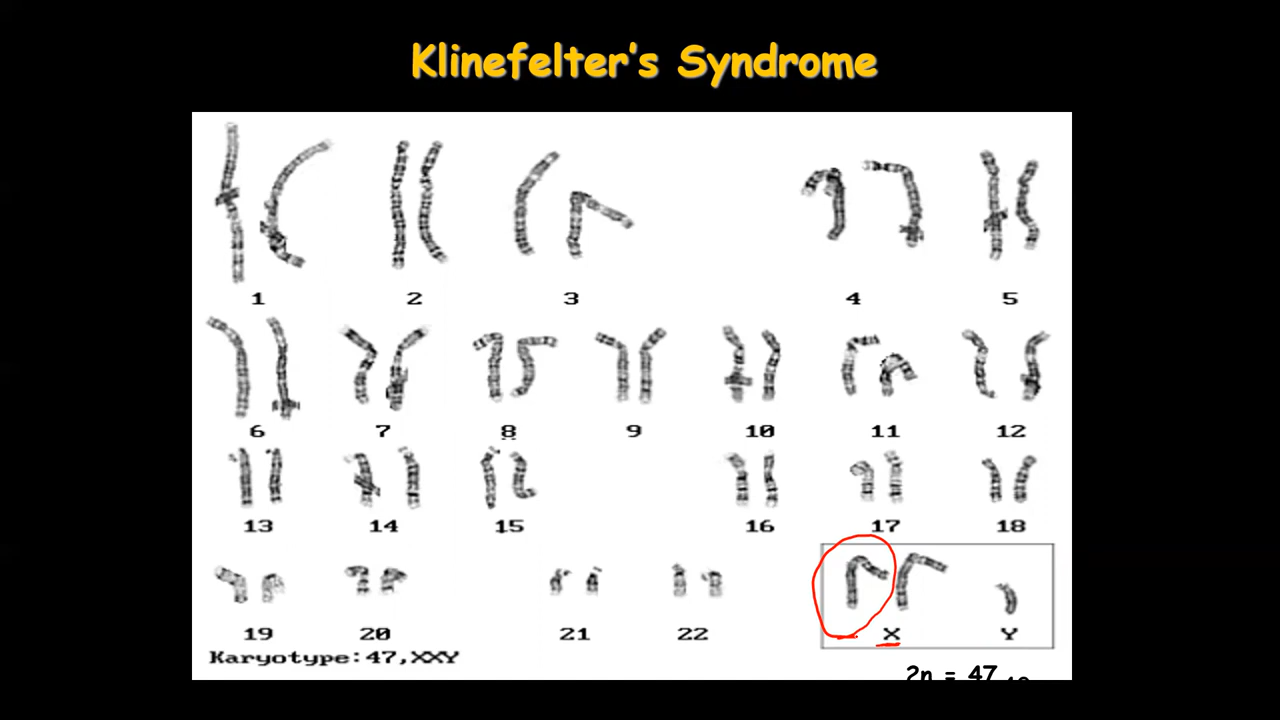 Klinefelter's Syndrome
1 2 3 4 5
6 7 8 9 10 11 12
13 14 15 16 17 18
19 20 21 22 X Y
Karyotype:47,XXY
2n = 47